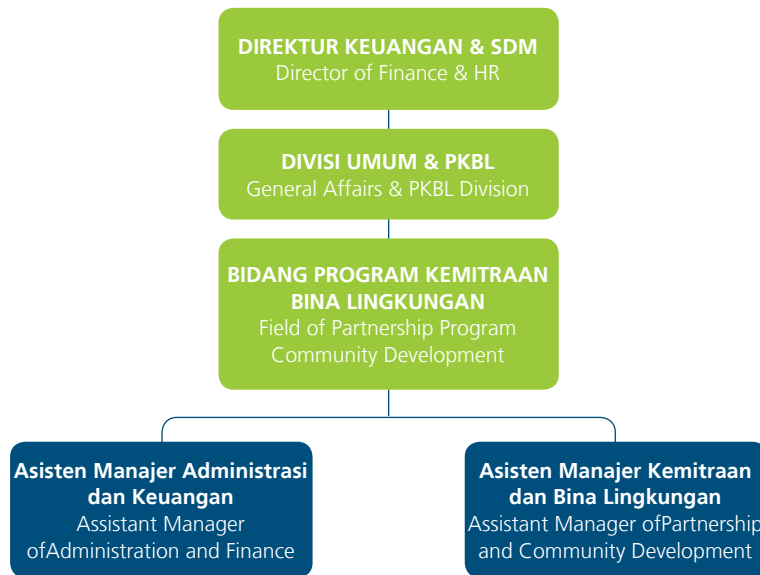 DIREKTUR KEUANGAN & SDM
Director of Finance & HR
DIVISI UMUM & PKBL
General Affairs & PKBL Division
BIDANG PROGRAM KEMITRAAN
BINA LINGKUNGAN
Field of Partnership Program
Community Development
Asisten Manajer Administrasi
dan Keuangan
Assistant Manager
ofAdministration and Finance
Asisten Manajer Kemitraan
dan Bina Lingkungan
Assistant Manager ofPartnership
and Community Development